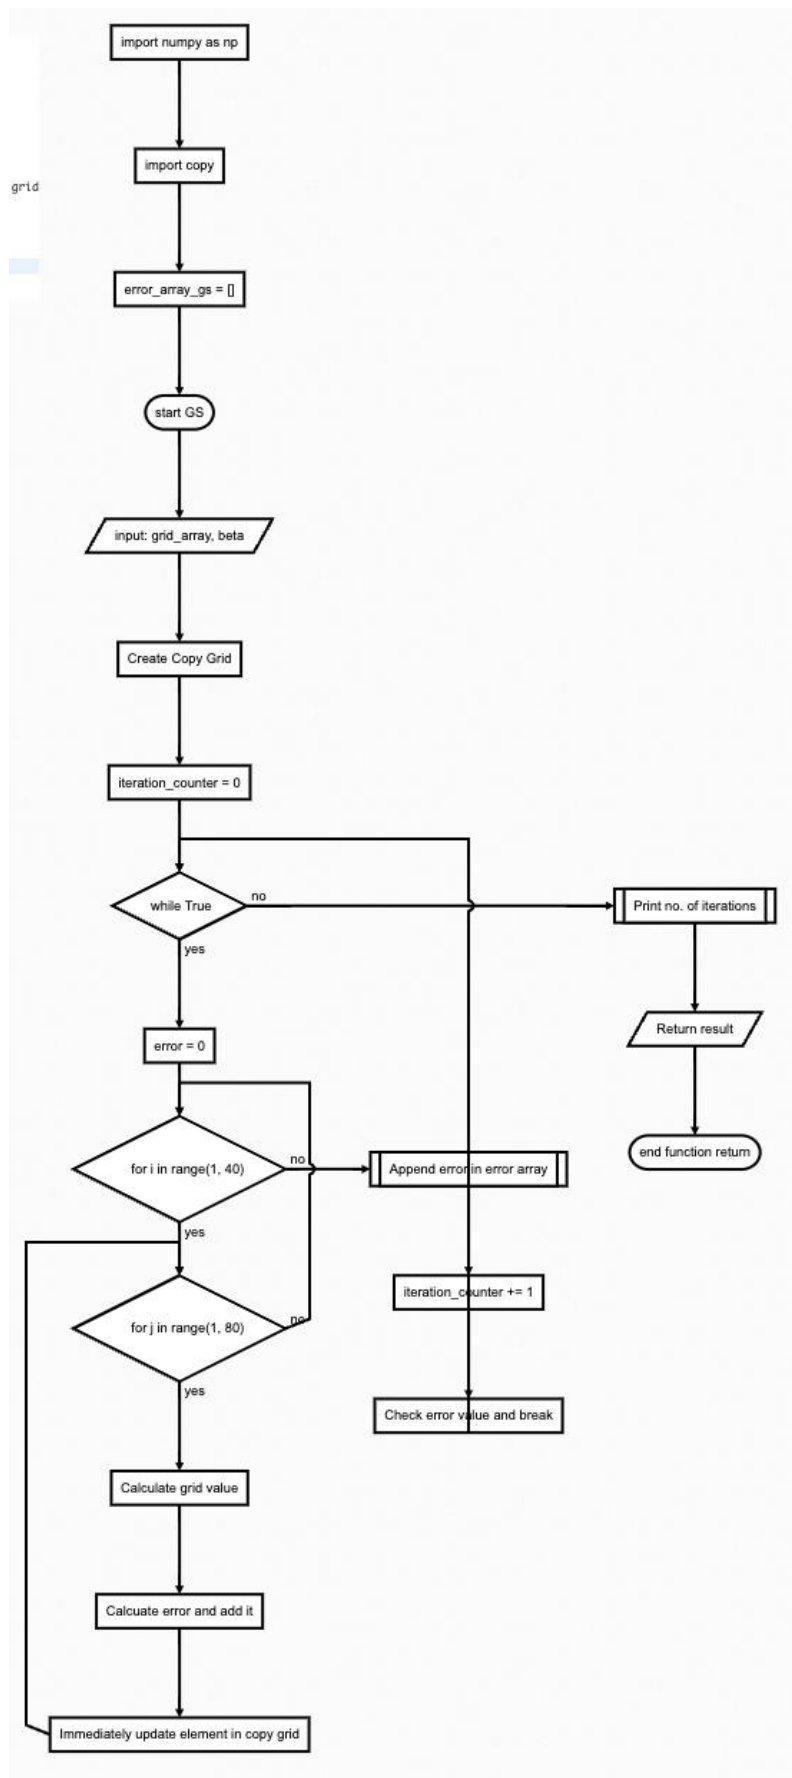 import numpy as np
import copy
grid
error_array_gs = []
start GS
input: grid_array, beta
Create Copy Grid
iteration_counter = 0
while True
no
Print no. of iterations
yes
Return result
error = 0
end function return
for i in range(1, 40)
no
Append error in error array
yes
iteration_counter += 1
for j in range(1, 80)
no
yes
Check error value and break
Calculate grid value
Calcuate error and add it
Immediately update element in copy grid